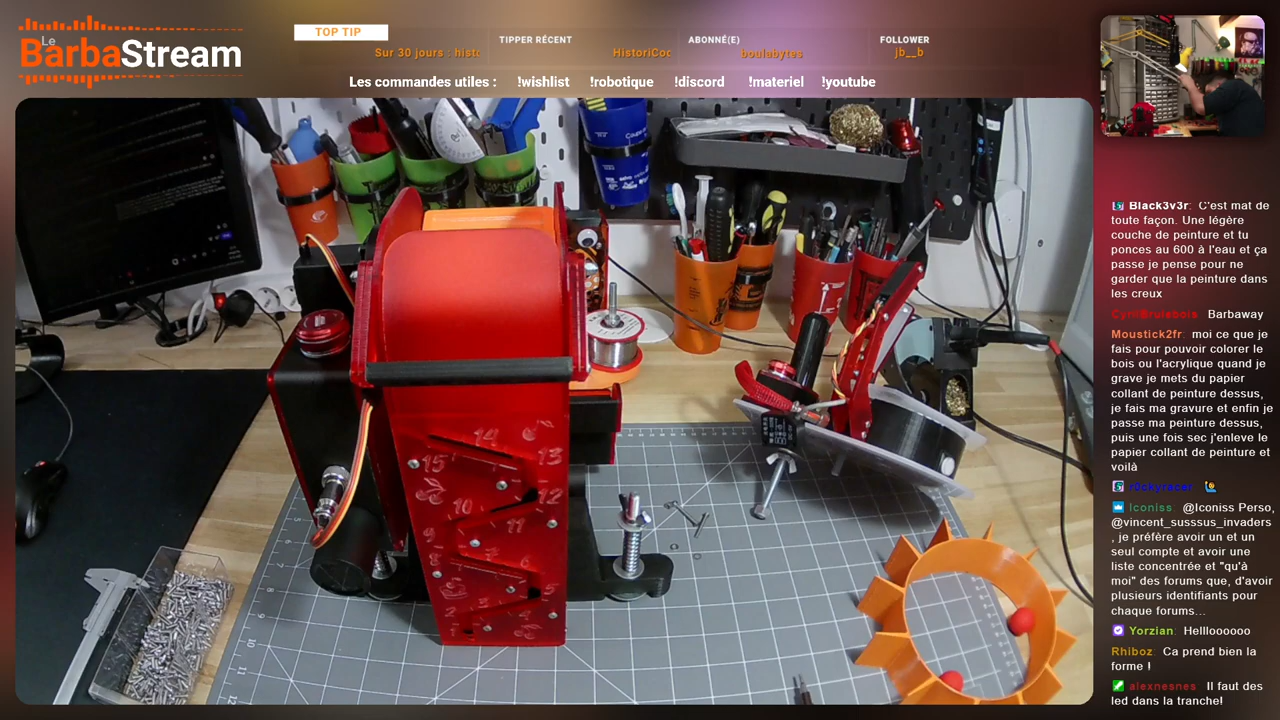 Le
BarbaStream
TOP TIP
Sur 30 jours : histo
TIPPER RÉCENT
HistoriCoc
ABONNÉ(E)
boulabytes
FOLLOWER
jb__b
Les commandes utiles : !wishlist !robotique !discord !materiel !youtube
Black3v3r: C'est mat de
toute façon. Une légère
couche de peinture et tu
ponces au 600 à l'eau et ça
passe je pense pour ne
garder que la peinture dans
les creux
CyrilBruisbois Barbaway
Moustick2fr: moi ce que je
fais pour pouvoir colorer le
bois ou l'acrylique quand je
grave je mets du papier
collant de peinture dessus,
je fais ma gravure et enfin je
passe ma peinture dessus,
puis une fois sec j'enleve le
papier collant de peinture et
voilà
r0ckyracer
Iconiss @Iconiss Perso,
@vincent_susssus_invaders
, je préfère avoir un et un
seul compte et avoir une
liste concentrée et "qu'à
moi" des forums que, d'avoir
plusieurs identifiants pour
chaque forums...
Yorzian: Hellloooooo
Rhiboz: Ca prend bien la
forme !
alexnesnes Il faut des
led dans la tranche!
14
13
15
12
10
11